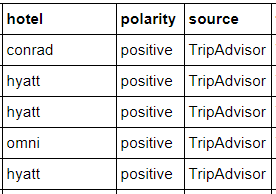 hotel polarity source
conrad positive TripAdvisor
hyatt positive TripAdvisor
hyatt positive TripAdvisor
omni positive TripAdvisor
hyatt positive TripAdvisor